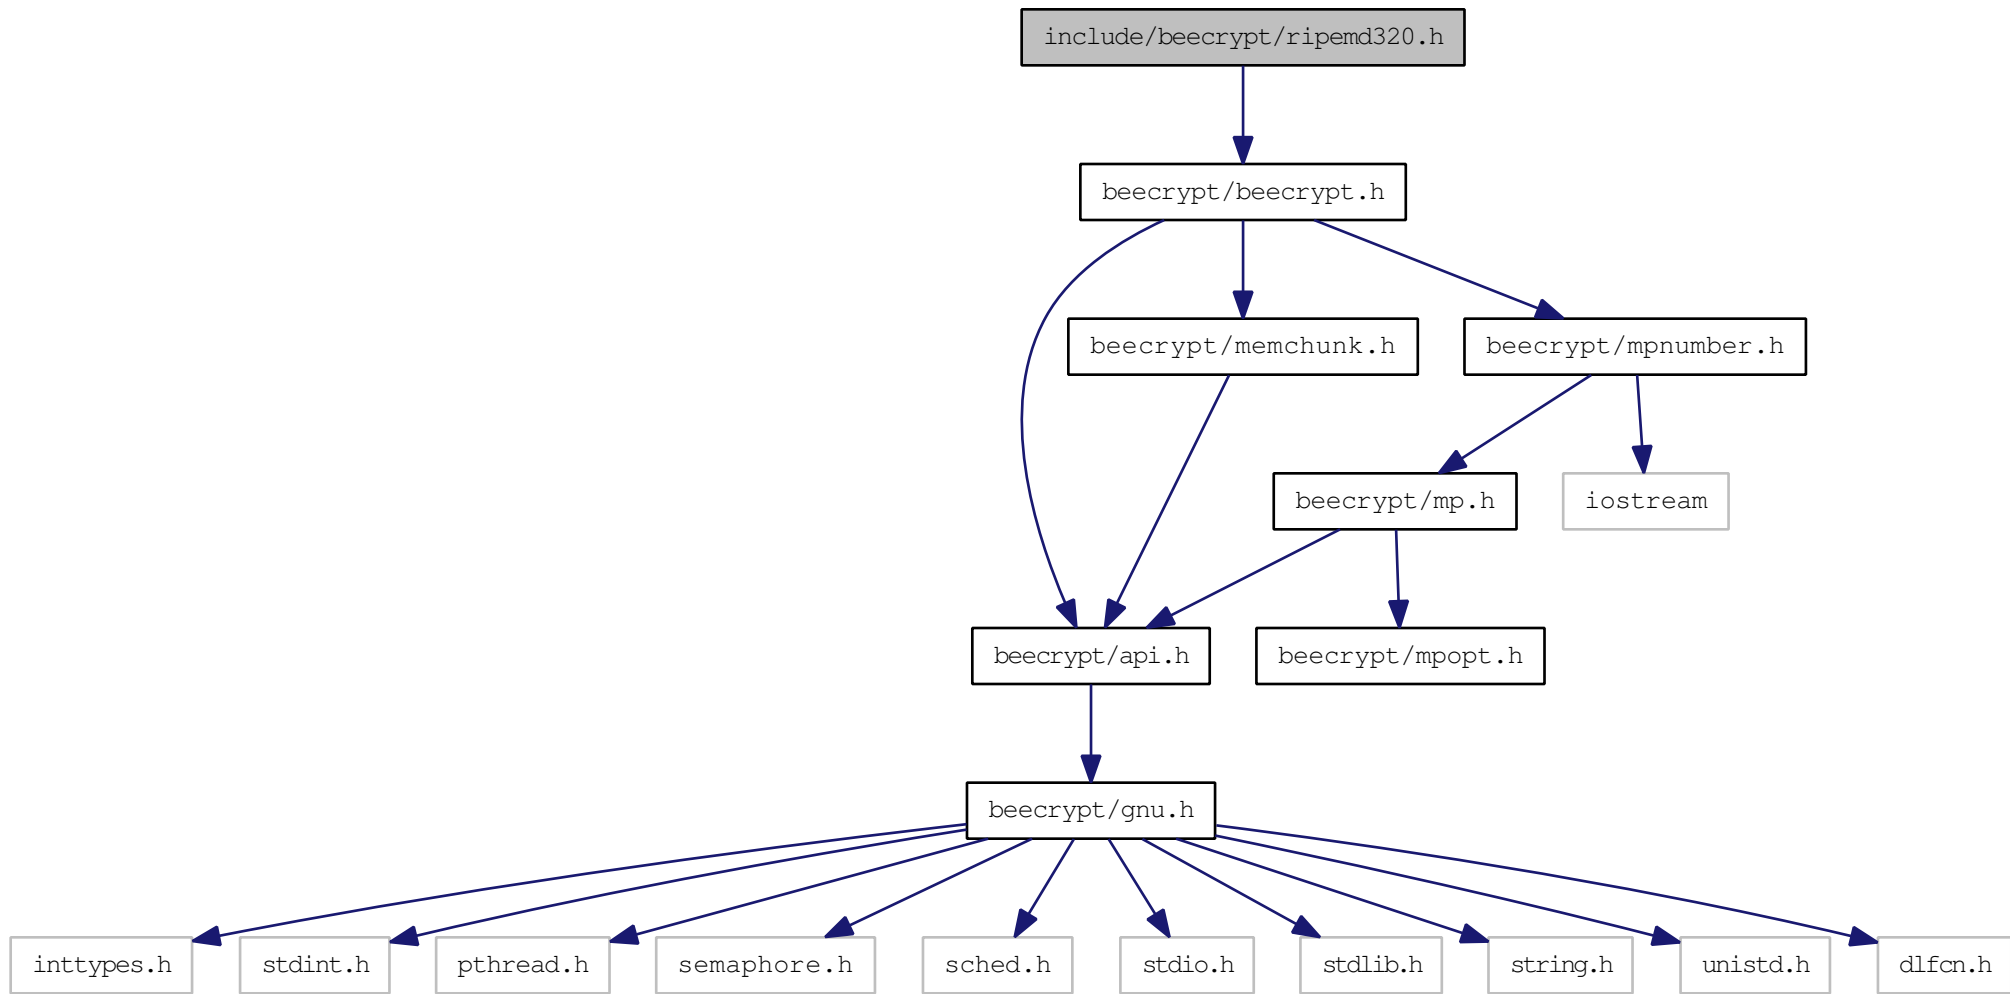 include/beecrypt/ripemd320.h
beecrypt/beecrypt.h
beecrypt/memchunk.h
beecrypt/mpnumber.h
beecrypt/mp.h
iostream
beecrypt/api.h
beecrypt/mpopt.h
beecrypt/gnu.h
inttypes.h
stdint.h
pthread.h
semaphore.h
sched.h
stdio.h
stdlib.h
string.h
unistd.h
dlfcn.h